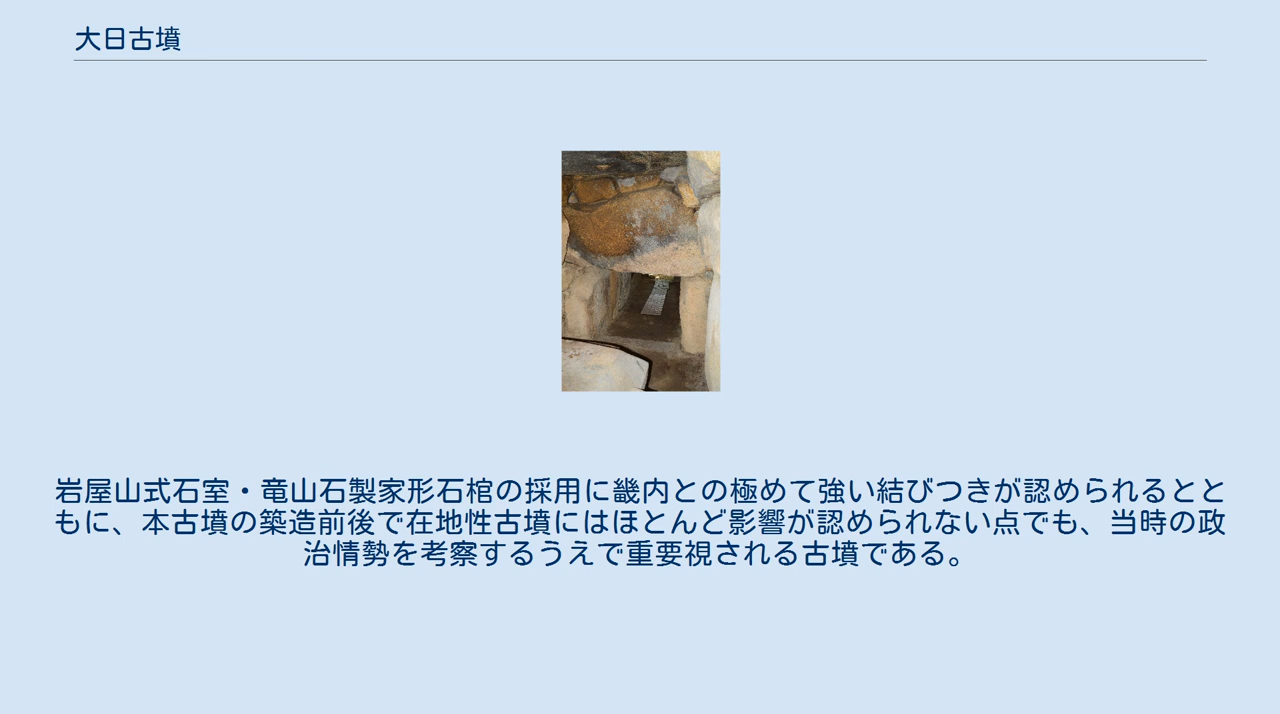 大日古墳
岩屋山式石室・竜山石製家形石棺の採用に畿内との極めて強い結びつきが認められるとと
もに、本古墳の築造前後で在地性古墳にはほとんど影響が認められない点でも、当時の政
治情勢を考察するうえで重要視される古墳である。